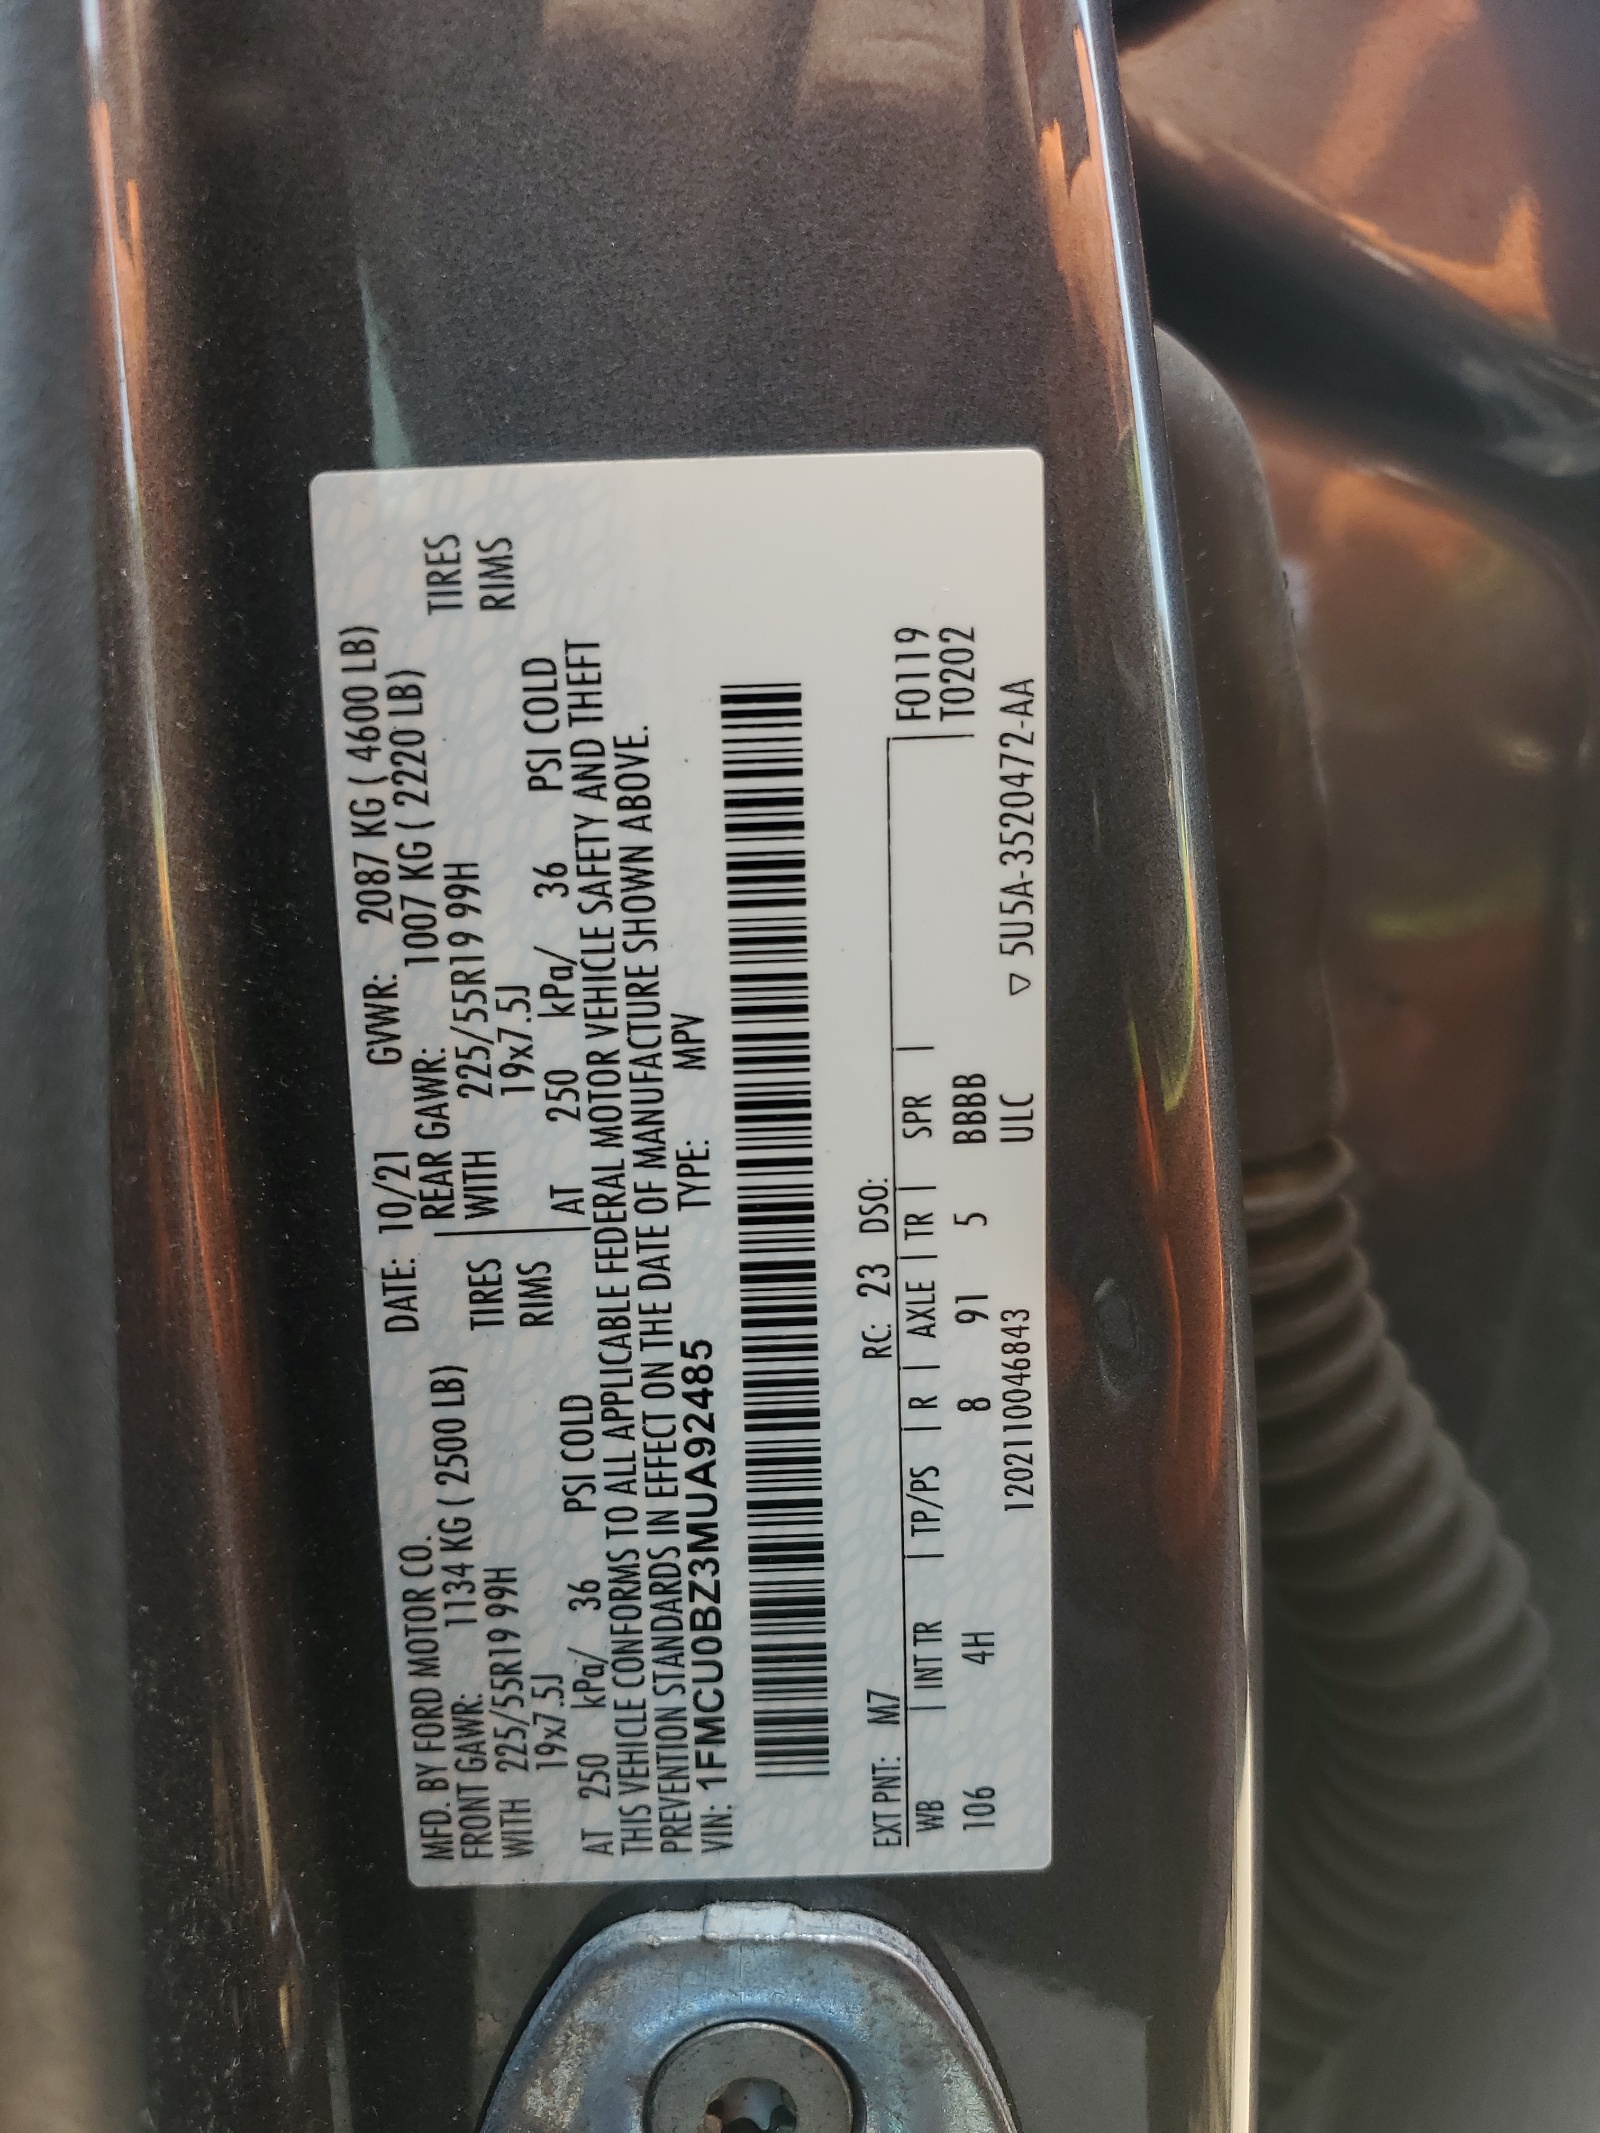 MFD. BY FORD MOTOR CO. DATE: 10/21 GVWR: 2087 KG ( 4600 LB)
FRONT GAWR: 1134 KG ( 2500 LB) REAR GAWR: 1007 KG ( 2220 LB)
WITH 225/55R19 99H TIRES WITH 225/55R19 99H TIRES
19x7.5J RIMS 19x7.5J RIMS
AT 250 kPa/ 36 PSI COLD AT 250 kPa/ 36 PSI COLD
THIS VEHICLE CONFORMS TO ALL APPLICABLE FEDERAL MOTOR VEHICLE SAFETY AND THEFT
PREVENTION STANDARDS IN EFFECT ON THE DATE OF MANUFACTURE SHOWN ABOVE.
VIN: 1FMCU0BZ3MUA92485 TYPE: MPV
EXT PNT: M7 RC: 23 DSO:
WB | INT TR | TP/PS | R | AXLE | TR | SPR | F0119
106 4H 8 91 5 BBBB T0202
1202110046843 ULC ▽ 5U5A-3520472-AA